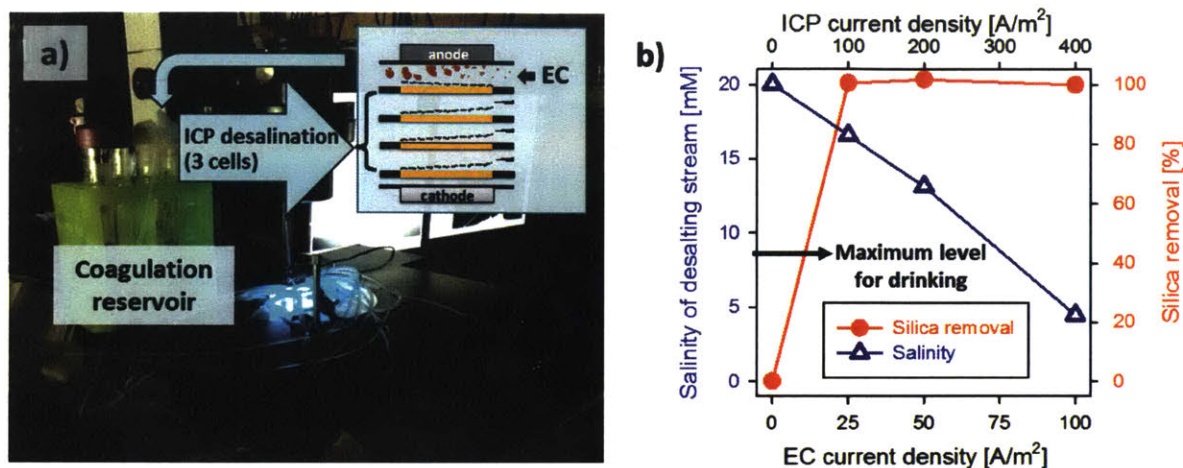 a)
anode
EC
ICP desalination
(3 cells)
cathode
Coagulation
reservoir
b)
ICP current density [A/m²]
0 100 200 300 400
Salinity of desalting stream [mM]
20
15
10
5
0
Maximum level
for drinking
Silica removal
Salinity
100
80
60
40
20
0
Silica removal [%]
0 25 50 75 100
EC current density [A/m²]